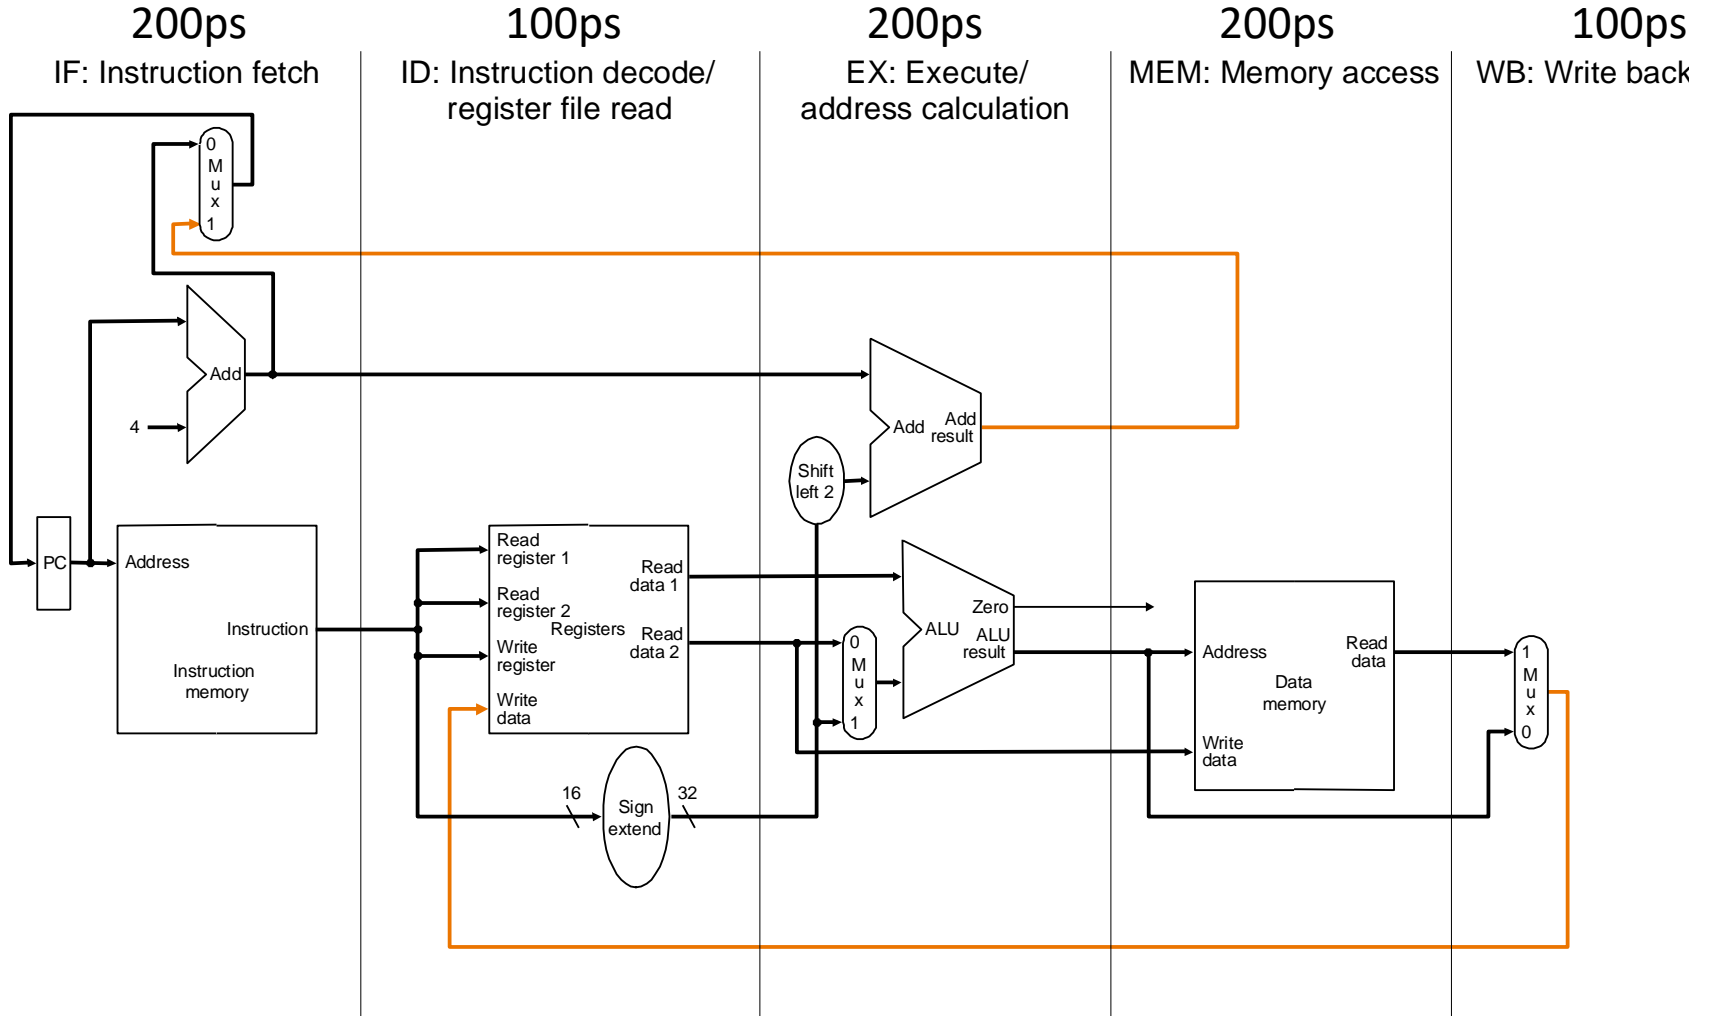 200ps
100ps
200ps
200ps
100ps
IF: Instruction fetch
ID: Instruction decode/
register file read
EX: Execute/
address calculation
MEM: Memory access
WB: Write back
0
M
u
x
1
Add
4
Add
Add
result
Shift
left 2
PC
Address
Instruction
Instruction
memory
Read
register 1
Read
register 2
Write
register
Write
data
Registers
Read
data 1
Read
data 2
16
Sign
extend
32
0
M
u
x
1
Zero
ALU
ALU
result
Address
Read
data
Data
memory
Write
data
1
M
u
x
0